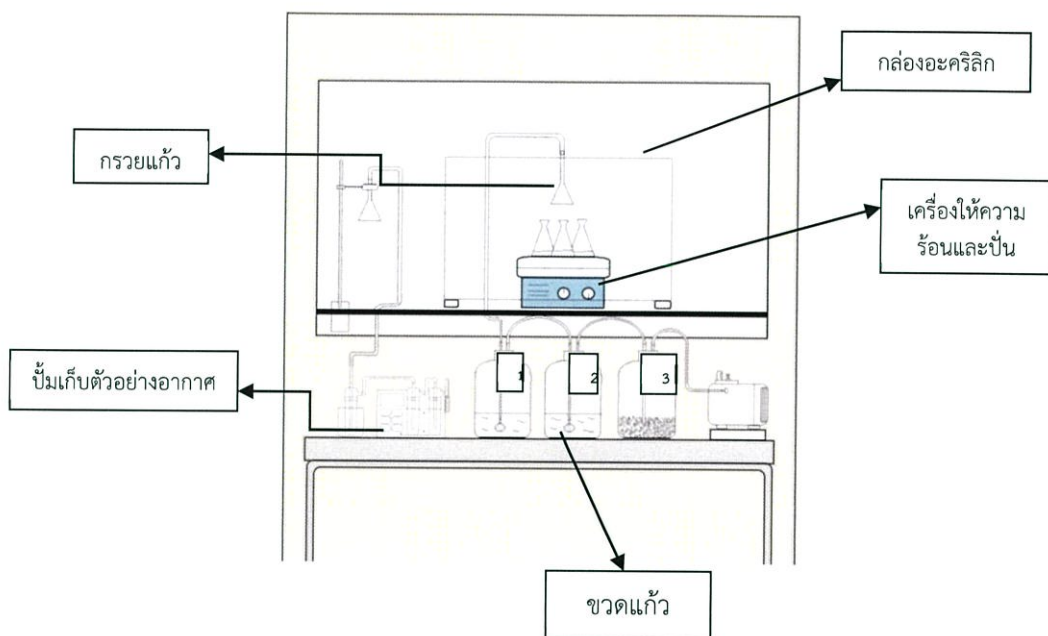 กล่องอะคริลิก
กรวยแก้ว
เครื่องให้ความ
ร้อนและปั่น
ปั้มเก็บตัวอย่างอากาศ
1
2
3
ขวดแก้ว